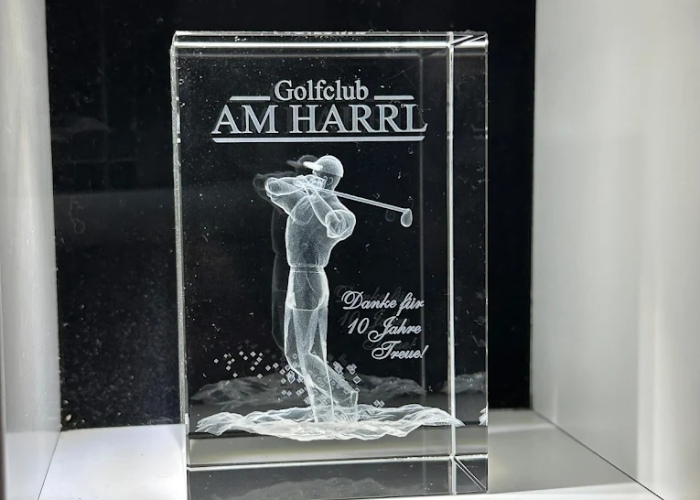 Golfclub
AM HARRL
Danke für
10 Jahre
Treue!